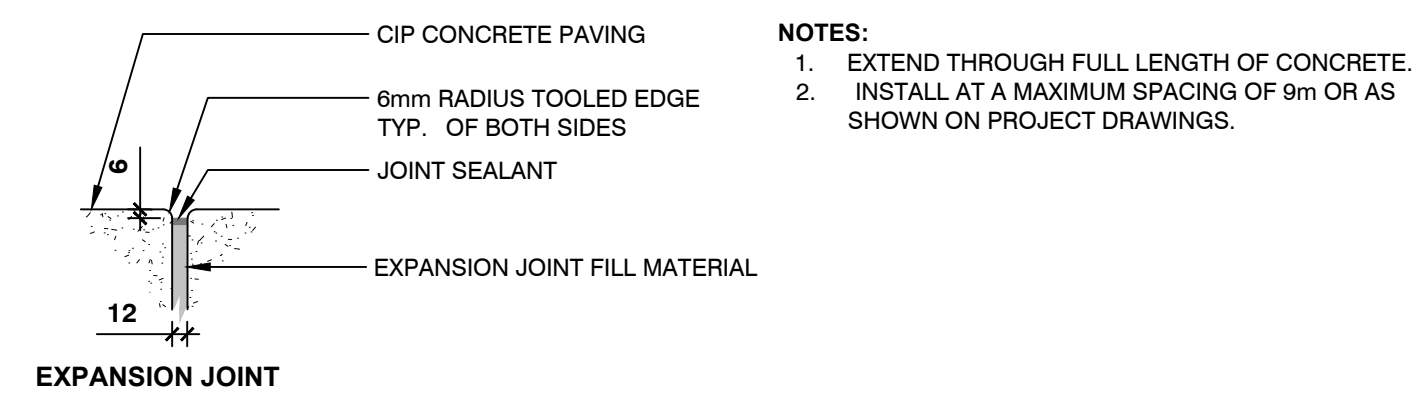 CIP CONCRETE PAVING
6mm RADIUS TOOLED EDGE
TYP. OF BOTH SIDES
JOINT SEALANT
EXPANSION JOINT FILL MATERIAL
6
12
EXPANSION JOINT
NOTES:
1. EXTEND THROUGH FULL LENGTH OF CONCRETE.
2. INSTALL AT A MAXIMUM SPACING OF 9m OR AS
SHOWN ON PROJECT DRAWINGS.